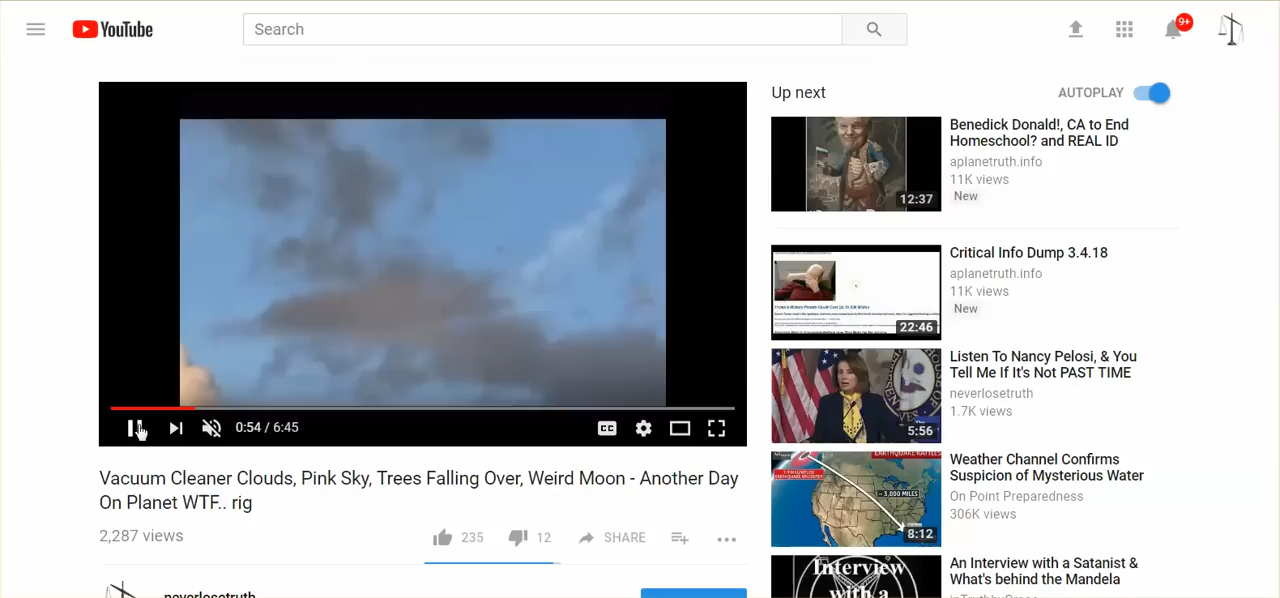 YouTube
Search
9+
Up next
AUTOPLAY
Benedick Donald!, CA to End
Homeschool? and REAL ID
aplanetruth.info
11K views
New
12:37
Critical Info Dump 3.4.18
aplanetruth.info
11K views
New
22:46
Listen To Nancy Pelosi, & You
Tell Me If It's Not PAST TIME
neverlosetruth
1.7K views
5:56
Weather Channel Confirms
Suspicion of Mysterious Water
On Point Preparedness
306K views
EARTHQUAKE RATTLES
~ 3,800 MILES
8:12
An Interview with a Satanist &
What's behind the Mandela
Interview
with a
CC
0:54 / 6:45
Vacuum Cleaner Clouds, Pink Sky, Trees Falling Over, Weird Moon - Another Day
On Planet WTF.. rig
2,287 views
235
12
SHARE
neverlosetruth